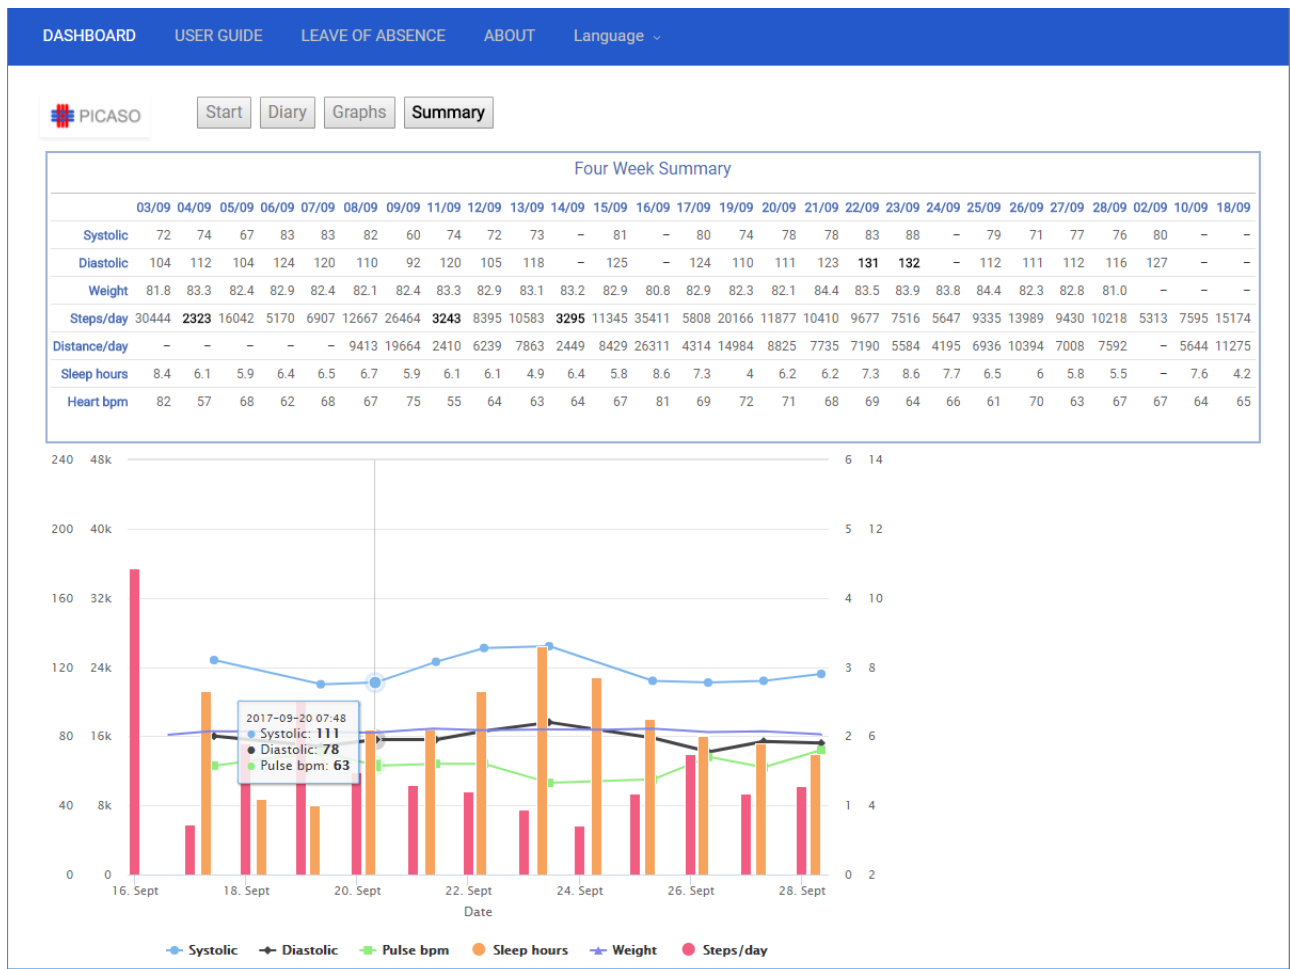 DASHBOARD USER GUIDE LEAVE OF ABSENCE ABOUT Language
PICASO Start Diary Graphs Summary
Four Week Summary
03/09 04/09 05/09 06/09 07/09 08/09 09/09 11/09 12/09 13/09 14/09 15/09 16/09 17/09 19/09 20/09 21/09 22/09 23/09 24/09 25/09 26/09 27/09 28/09 02/09 10/09 18/09
Systolic 72 74 67 83 83 82 60 74 72 73 – 81 – 80 74 78 78 83 88 – 79 71 77 76 80 – –
Diastolic 104 112 104 124 120 110 92 120 105 118 – 125 – 124 110 111 123 131 132 – 112 111 112 116 127 – –
Weight 81.8 83.3 82.4 82.9 82.4 82.1 82.4 83.3 82.9 83.1 83.2 82.9 80.8 82.9 82.3 82.1 84.4 83.5 83.9 83.8 84.4 82.3 82.8 81.0 – – –
Steps/day 30444 2323 16042 5170 6907 12667 26464 3243 8395 10583 3295 11345 35411 5808 20166 11877 10410 9677 7516 5647 9335 13989 9430 10218 5313 7595 15174
Distance/day – – – – – 9413 19664 2410 6239 7863 2449 8429 26311 4314 14984 8825 7735 7190 5584 4195 6936 10394 7008 7592 – 5644 11275
Sleep hours 8.4 6.1 5.9 6.4 6.5 6.7 5.9 6.1 6.1 4.9 6.4 5.8 8.6 7.3 4 6.2 6.2 7.3 8.6 7.7 6.5 6 5.8 5.5 – 7.6 4.2
Heart bpm 82 57 68 62 68 67 75 55 64 63 64 67 81 69 72 71 68 69 64 66 61 70 63 67 67 64 65
240 48k 6 14
200 40k 5 12
160 32k 4 10
120 24k 3 8
2017-09-20 07:48
Systolic: 111
80 16k 2 6
Diastolic: 78
Pulse bpm: 63
40 8k 1 4
0 0 0 2
16. Sept 18. Sept 20. Sept 22. Sept 24. Sept 26. Sept 28. Sept
Date
Systolic Diastolic Pulse bpm Sleep hours Weight Steps/day